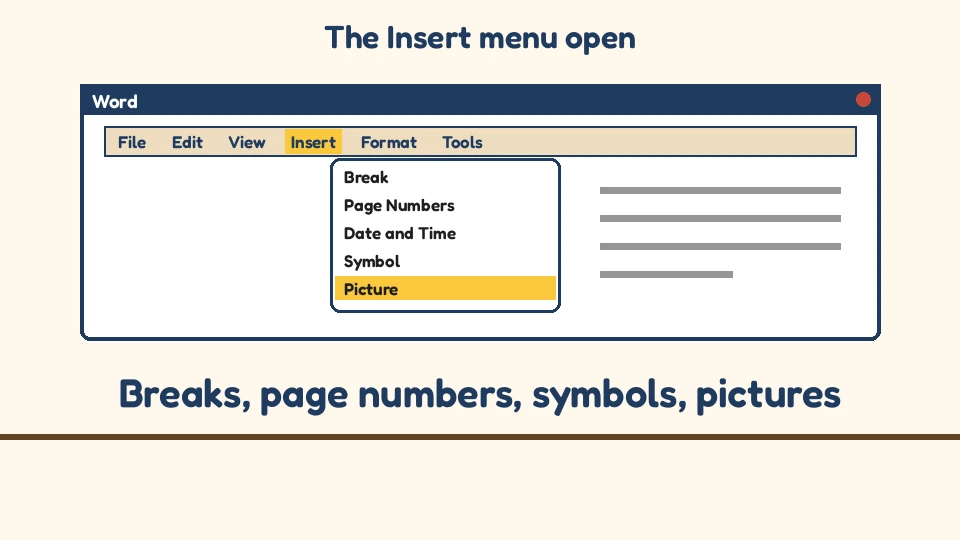 The Insert menu open
Word
File Edit View Insert Format Tools
Break
Page Numbers
Date and Time
Symbol
Picture
Breaks, page numbers, symbols, pictures